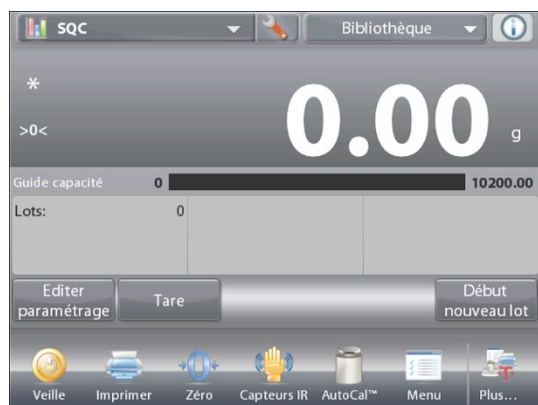 SQC
Bibliothèque
*
>0<
0.00 g
Guide capacité 0 10200.00
Lots: 0
Editer paramétrage
Tare
Début nouveau lot
Veille
Imprimer
→0← Zéro
Capteurs IR
AutoCal™
Menu
Plus...